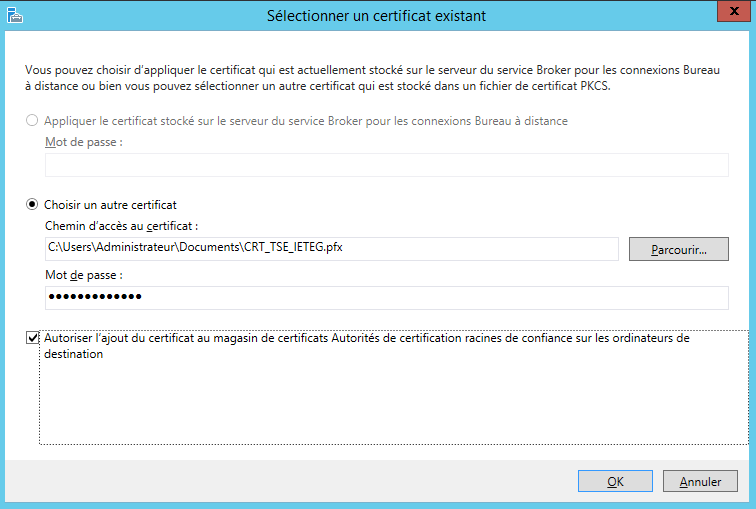 Sélectionner un certificat existant
x
Vous pouvez choisir d'appliquer le certificat qui est actuellement stocké sur le serveur du service Broker pour les connexions Bureau
à distance ou bien vous pouvez sélectionner un autre certificat qui est stocké dans un fichier de certificat PKCS.
Appliquer le certificat stocké sur le serveur du service Broker pour les connexions Bureau à distance
Mot de passe :
Choisir un autre certificat
Chemin d'accès au certificat :
C:\Users\Administrateur\Documents\CRT_TSE_IETEG.pfx
Parcourir...
Mot de passe :
●●●●●●●●●●●●●
Autoriser l'ajout du certificat au magasin de certificats Autorités de certification racines de confiance sur les ordinateurs de
destination
OK
Annuler